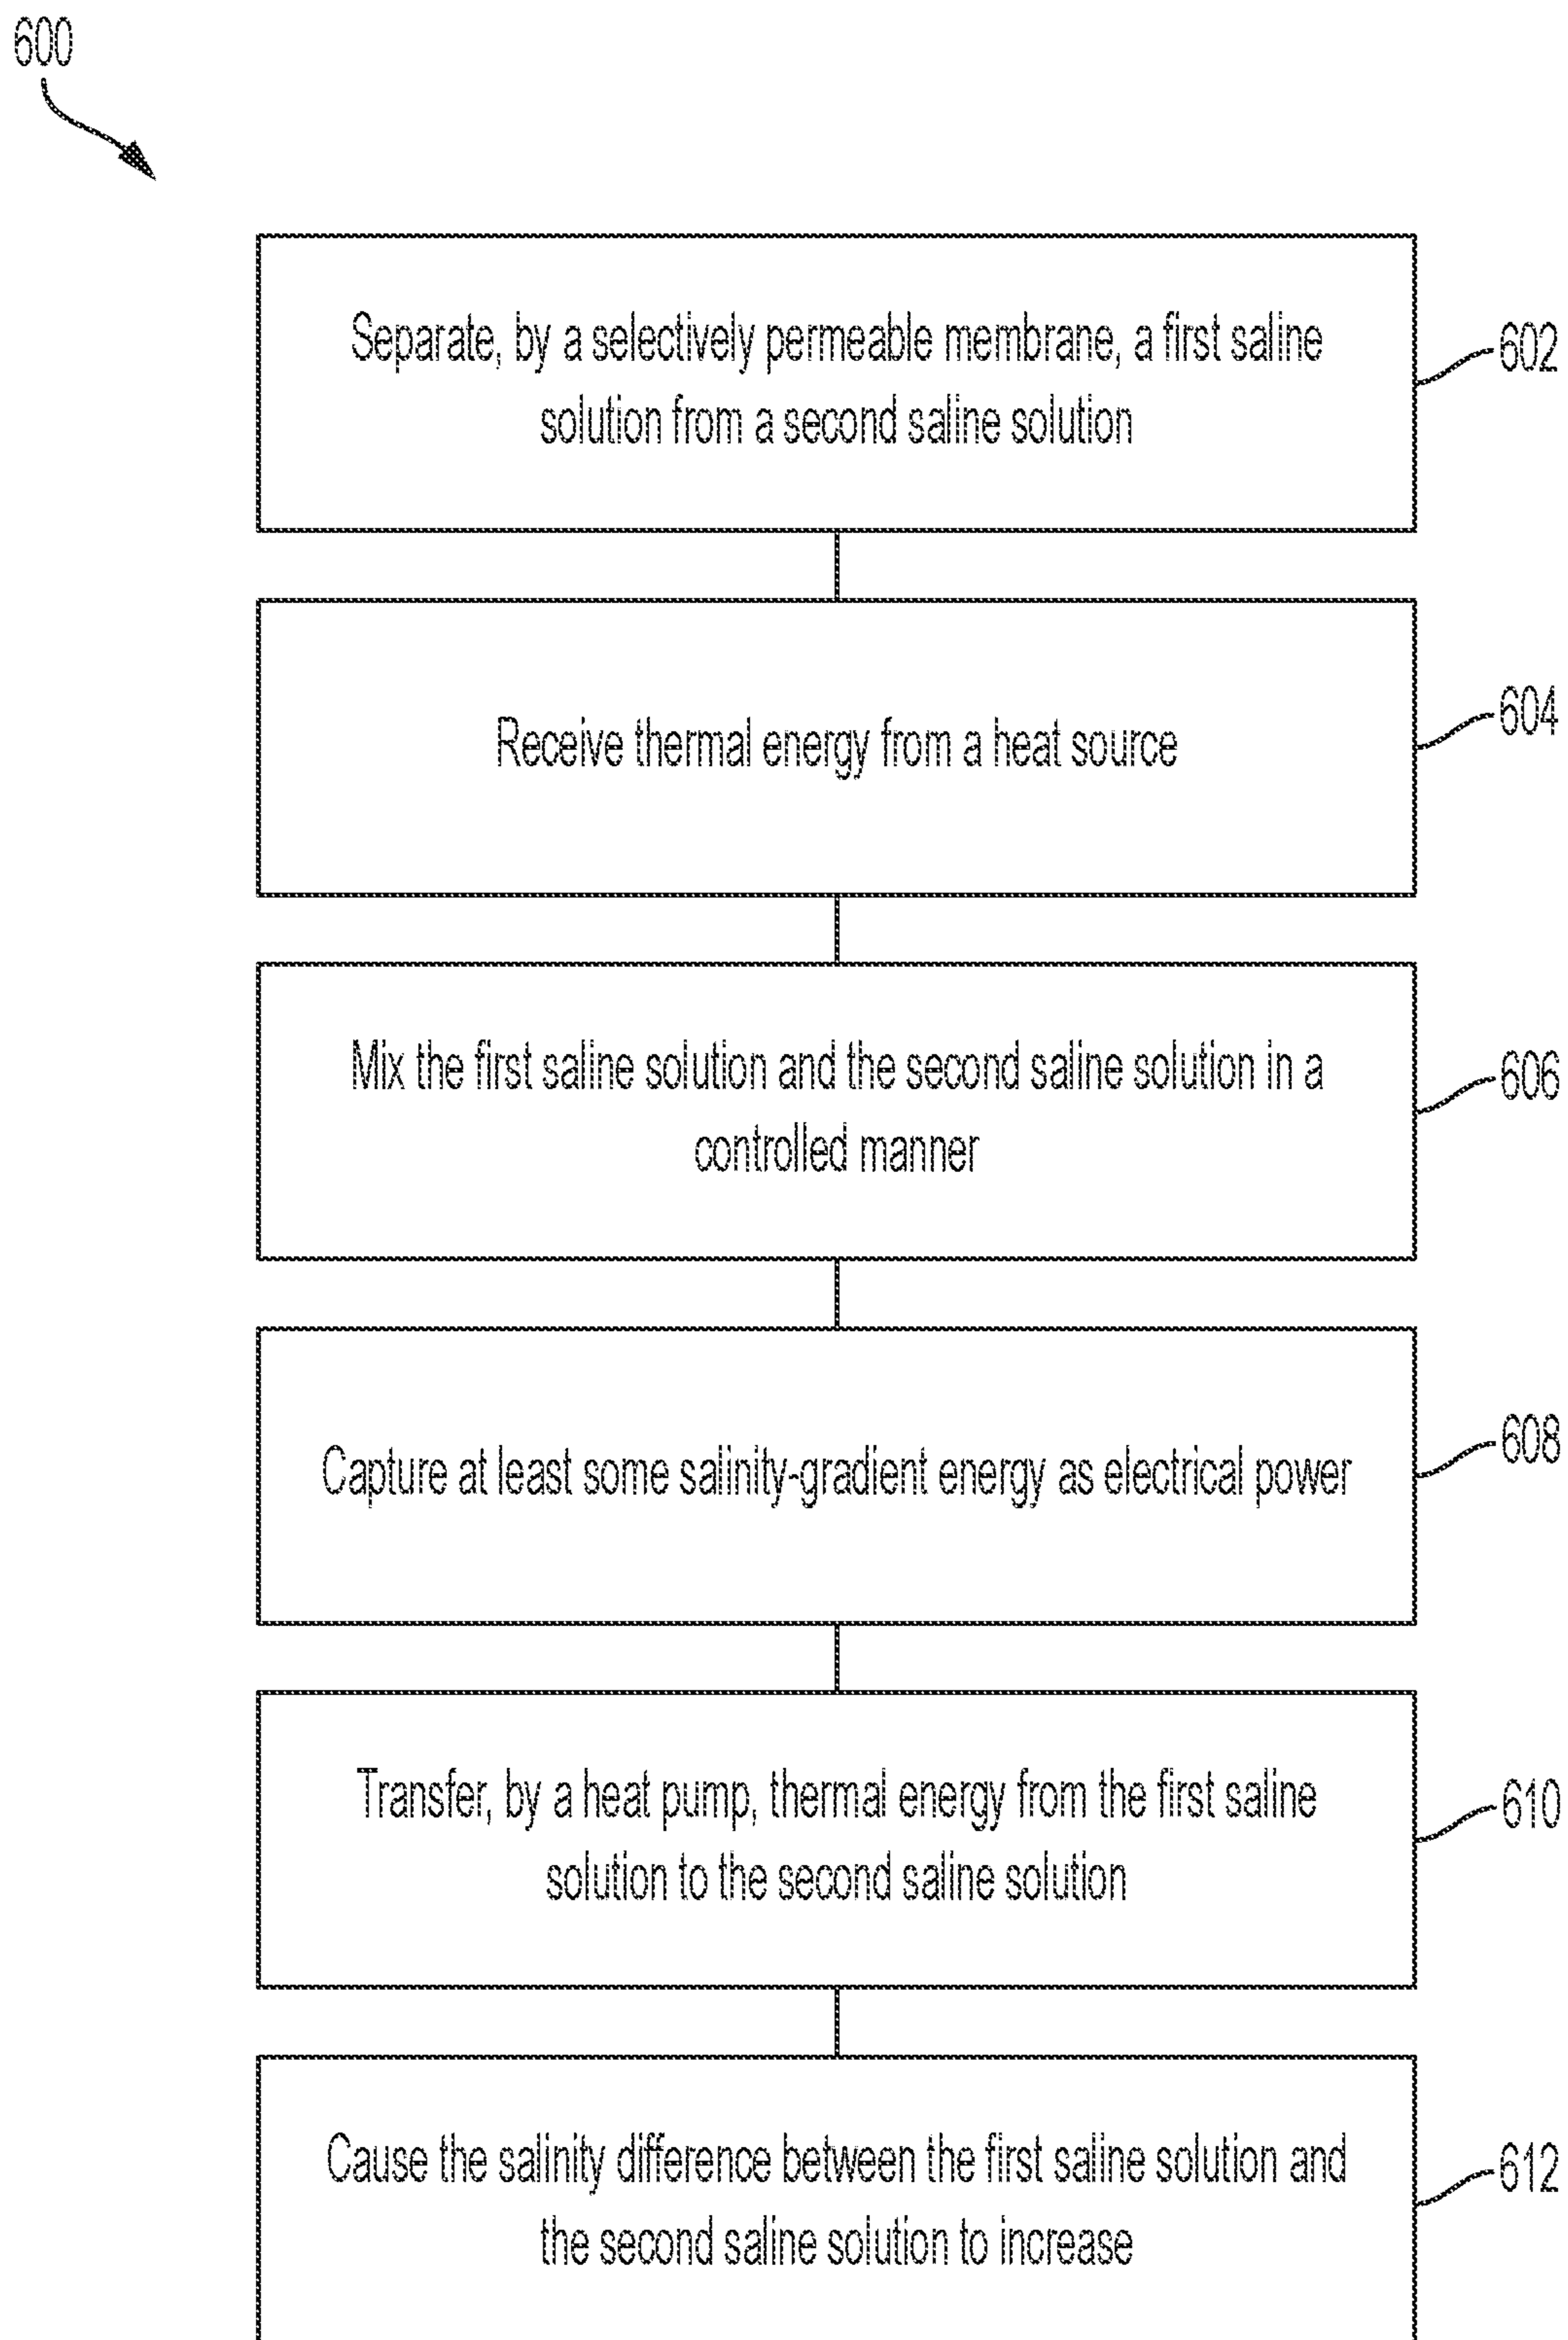 600
Separate, by a selectively permeable membrane, a first saline
solution from a second saline solution
602
Receive thermal energy from a heat source
604
Mix the first saline solution and the second saline solution in a
controlled manner
606
Capture at least some salinity-gradient energy as electrical power
608
Transfer, by a heat pump, thermal energy from the first saline
solution to the second saline solution
610
Cause the salinity difference between the first saline solution and
the second saline solution to increase
612